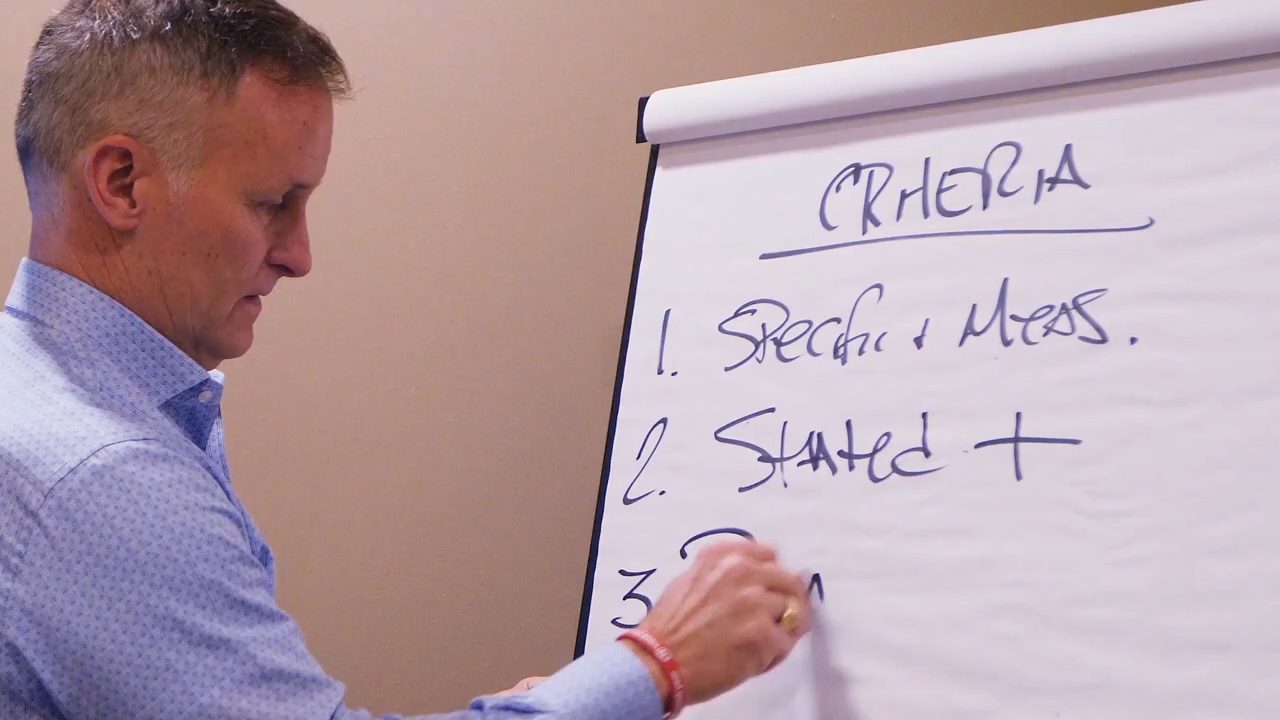 CRITERIA
1. Specific + Meas.
2. Stated +
3